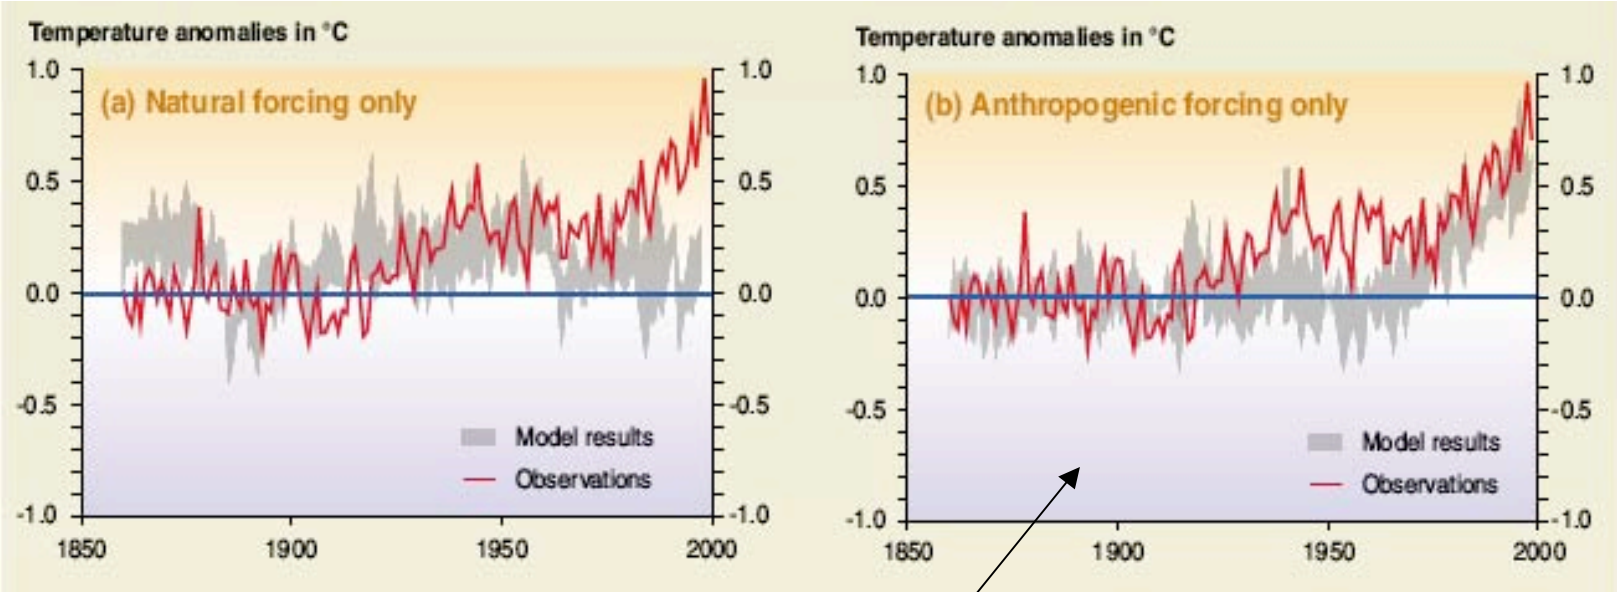 Temperature anomalies in °C
1.0 1.0
(a) Natural forcing only
0.5 0.5
0.0 0.0
-0.5 -0.5
Model results
Observations
-1.0 -1.0
1850 1900 1950 2000
Temperature anomalies in °C
1.0 1.0
(b) Anthropogenic forcing only
0.5 0.5
0.0 0.0
-0.5 -0.5
Model results
Observations
-1.0 -1.0
1850 1900 1950 2000